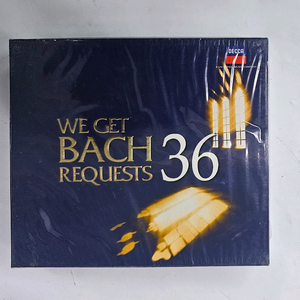 DECCA
WE GET
BACH
REQUESTS
36